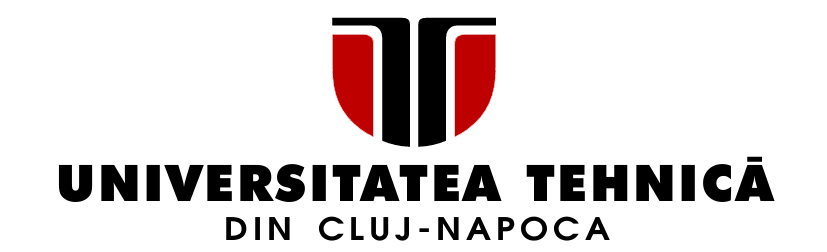 UNIVERSITATEA TEHNICĂ
DIN CLUJ-NAPOCA